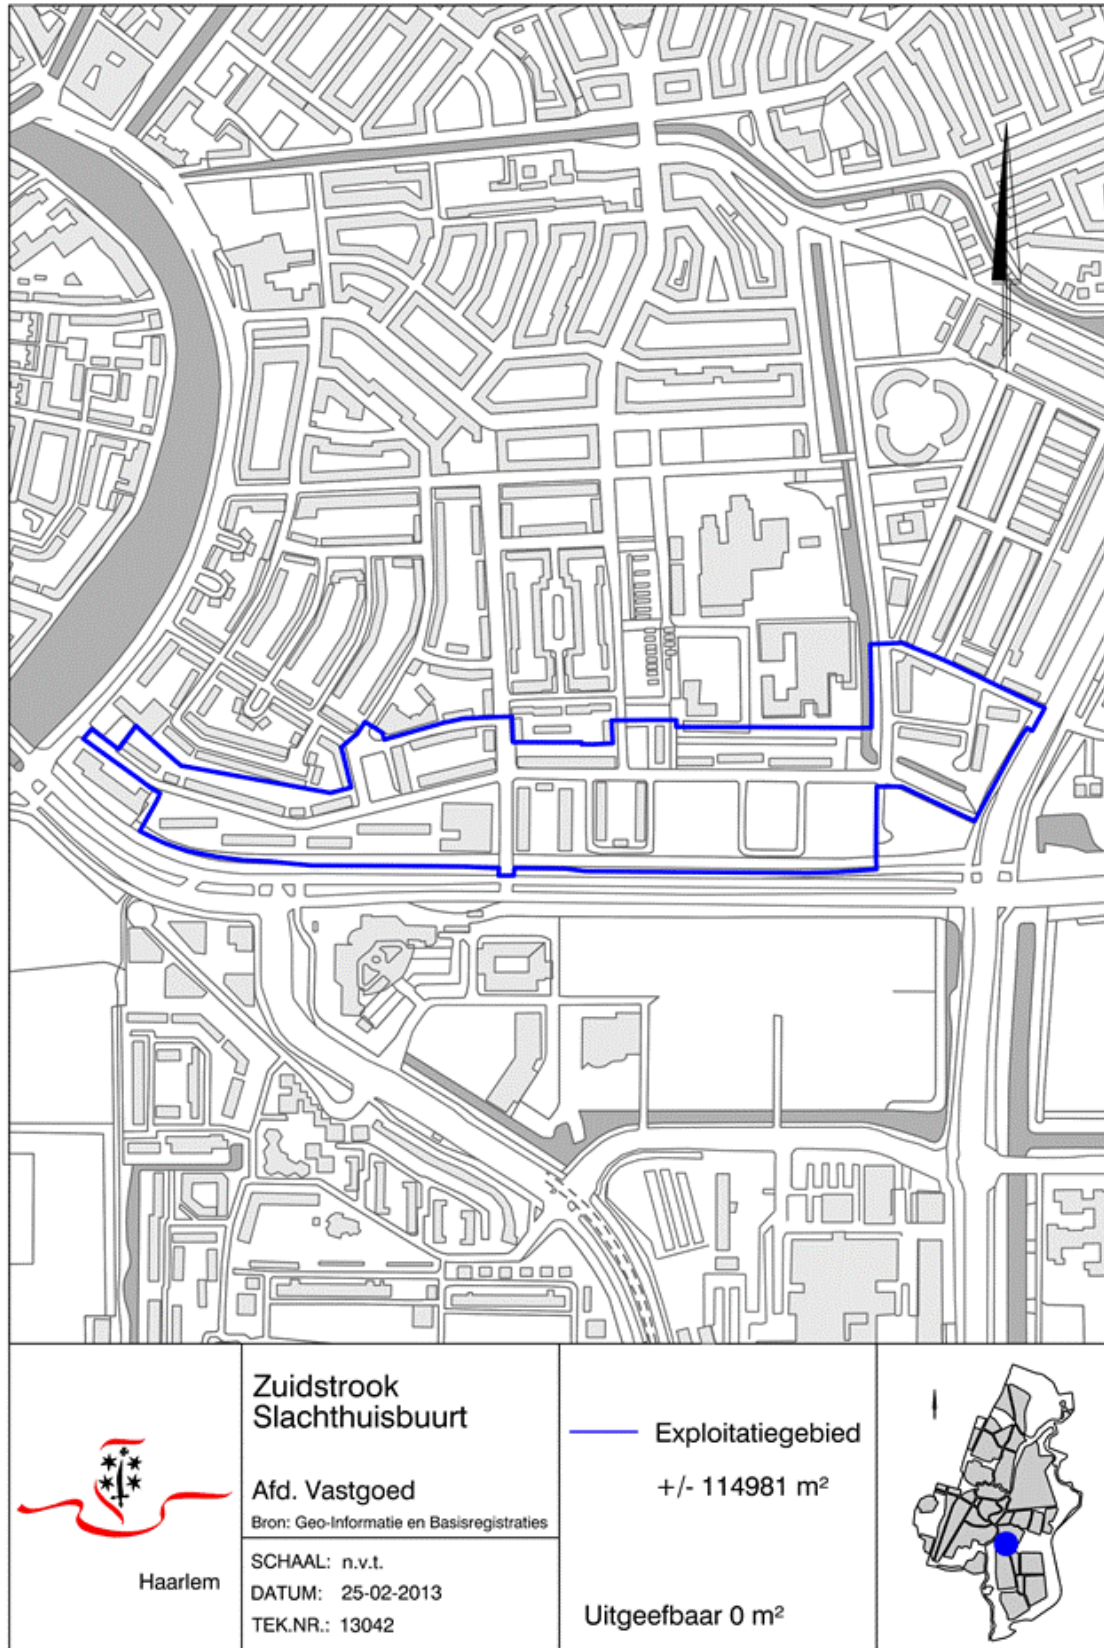 Zuidstrook
Slachthuisbuurt
Afd. Vastgoed
Bron: Geo-Informatie en Basisregistraties
SCHAAL: n.v.t.
DATUM: 25-02-2013
TEK.NR.: 13042
Haarlem
Exploitatiegebied
+/- 114981 m²
Uitgeefbaar 0 m²